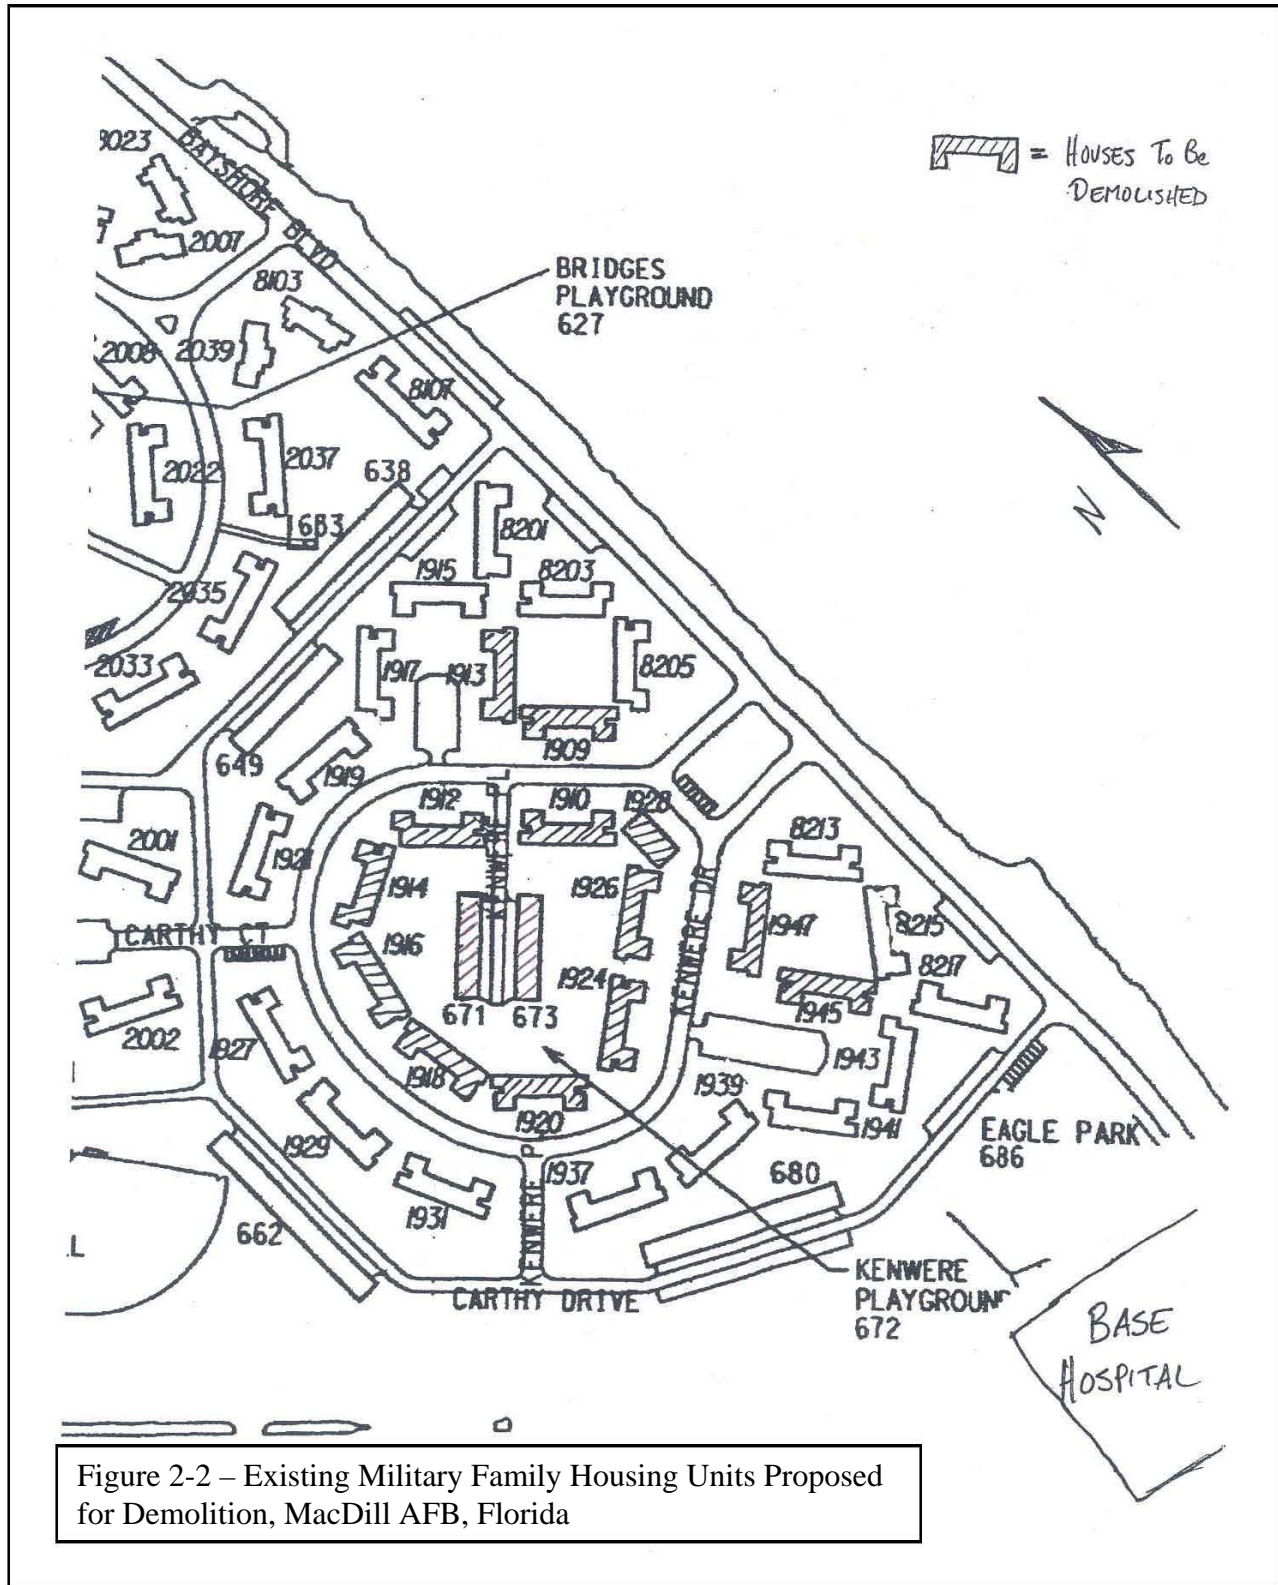 8023
BAYSHORE BLVD
2007
= HOUSES TO BE
DEMOLISHED
BRIDGES
PLAYGROUND
627
8103
7
2008
2039
8107
2022
2037
638
683
8201
1915
8203
2035
1917
1913
8205
2033
1909
649
1919
1912
1910
1928
2001
1921
8213
1914
1926
1947
KENWERE DR
CARTHY CT
8215
1916
8217
1924
671
673
1945
N
2002
1927
1943
1918
1939
1920
1941
EAGLE PARK
686
1929
1937
680
1931
KENWERE P
662
L
CARTHY DRIVE
KENWERE
PLAYGROUND
672
BASE
HOSPITAL
Figure 2-2 – Existing Military Family Housing Units Proposed
for Demolition, MacDill AFB, Florida